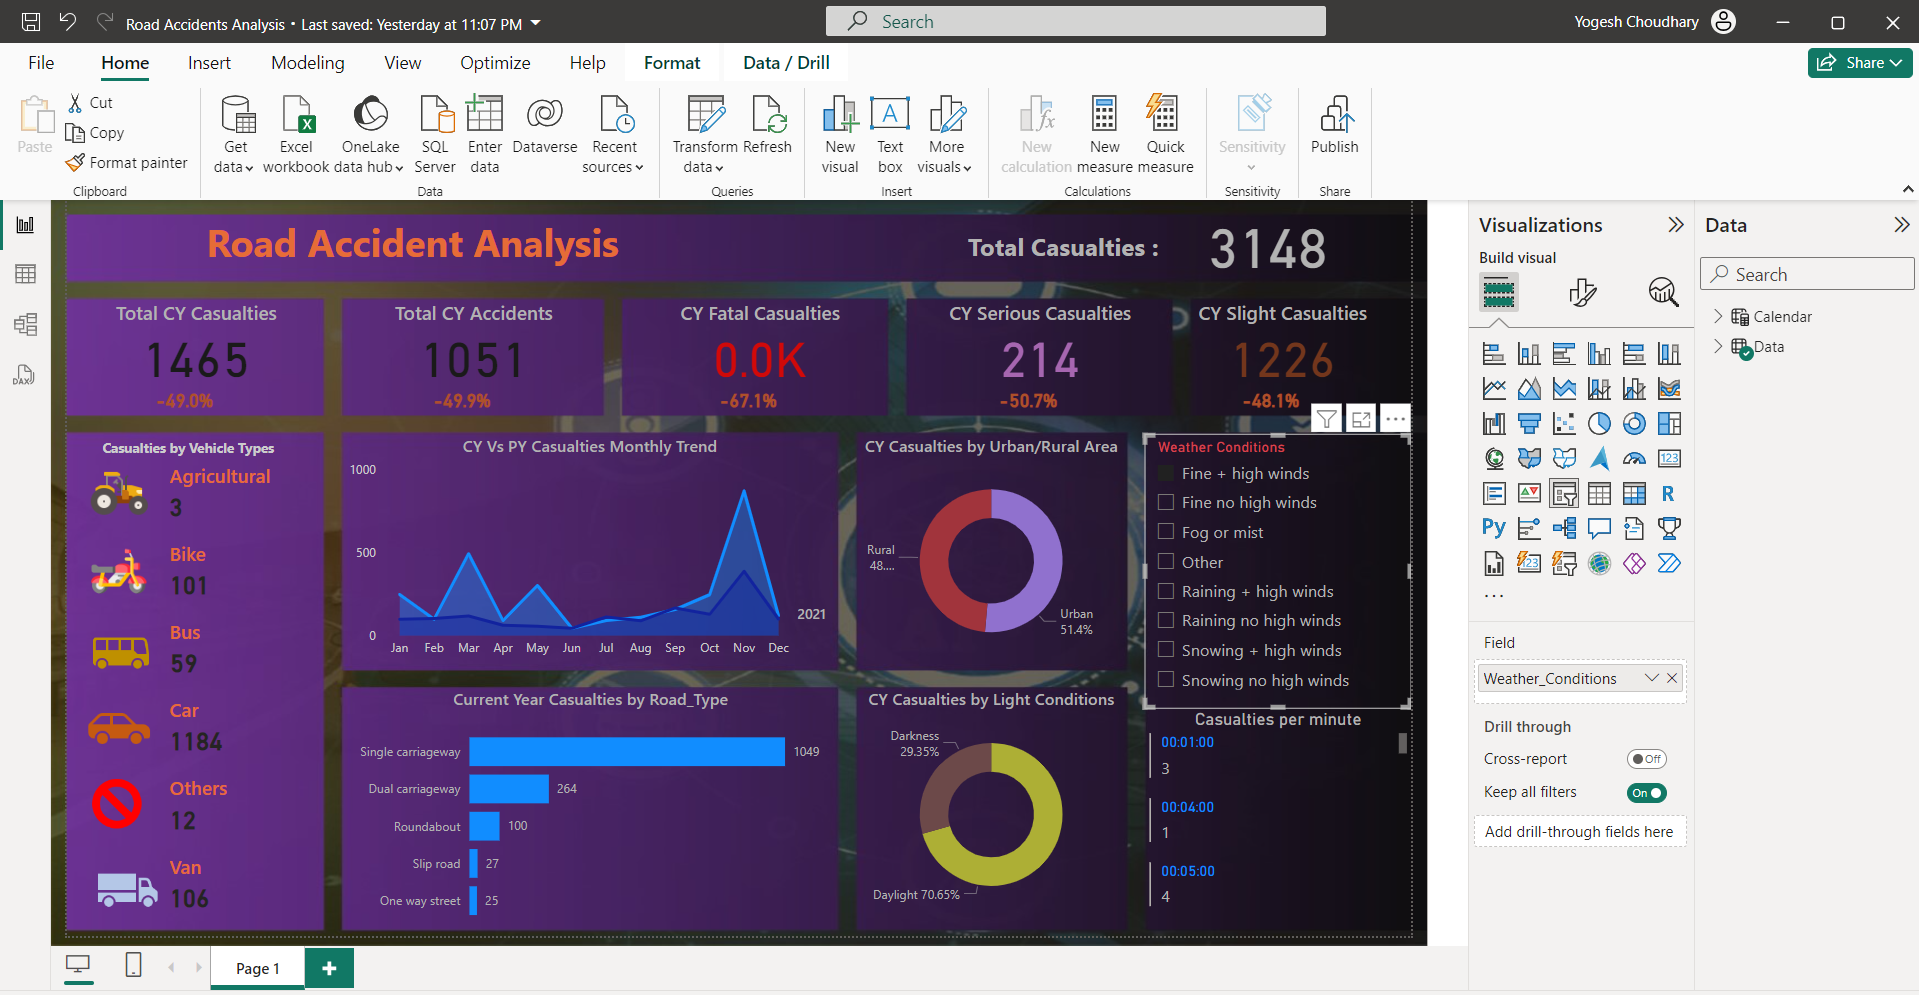 Road Accidents Analysis • Last saved: Yesterday at 11:07 PM
Search
Yogesh Choudhary
File
Home
Insert
Modeling
View
Optimize
Help
Format
Data / Drill
Share
Paste
Cut
Copy
Format painter
Clipboard
Get data
Excel workbook
OneLake data hub
SQL Server
Enter data
Dataverse
Recent sources
Data
Transform data
Refresh
Queries
New visual
Text box
More visuals
Insert
New calculation
New measure
Quick measure
Calculations
Sensitivity
Sensitivity
Publish
Share
Road Accident Analysis
Total Casualties :
3148
Total CY Casualties
1465
-49.0%
Total CY Accidents
1051
-49.9%
CY Fatal Casualties
0.0K
-67.1%
CY Serious Casualties
214
-50.7%
CY Slight Casualties
1226
-48.1%
Casualties by Vehicle Types
Agricultural
3
Bike
101
Bus
59
Car
1184
Others
12
Van
106
CY Vs PY Casualties Monthly Trend
1000
500
0
2021
Jan Feb Mar Apr May Jun Jul Aug Sep Oct Nov Dec
Current Year Casualties by Road_Type
Single carriageway 1049
Dual carriageway 264
Roundabout 100
Slip road 27
One way street 25
CY Casualties by Urban/Rural Area
Rural
48....
Urban
51.4%
CY Casualties by Light Conditions
Darkness
29.35%
Daylight 70.65%
Weather Conditions
Fine + high winds
Fine no high winds
Fog or mist
Other
Raining + high winds
Raining no high winds
Snowing + high winds
Snowing no high winds
Casualties per minute
00:01:00
3
00:04:00
1
00:05:00
4
Visualizations
Build visual
123
R
Py
123
...
Field
Weather_Conditions
Drill through
Cross-report
Off
Keep all filters
On
Add drill-through fields here
Data
Search
Calendar
Data
DAX
Page 1